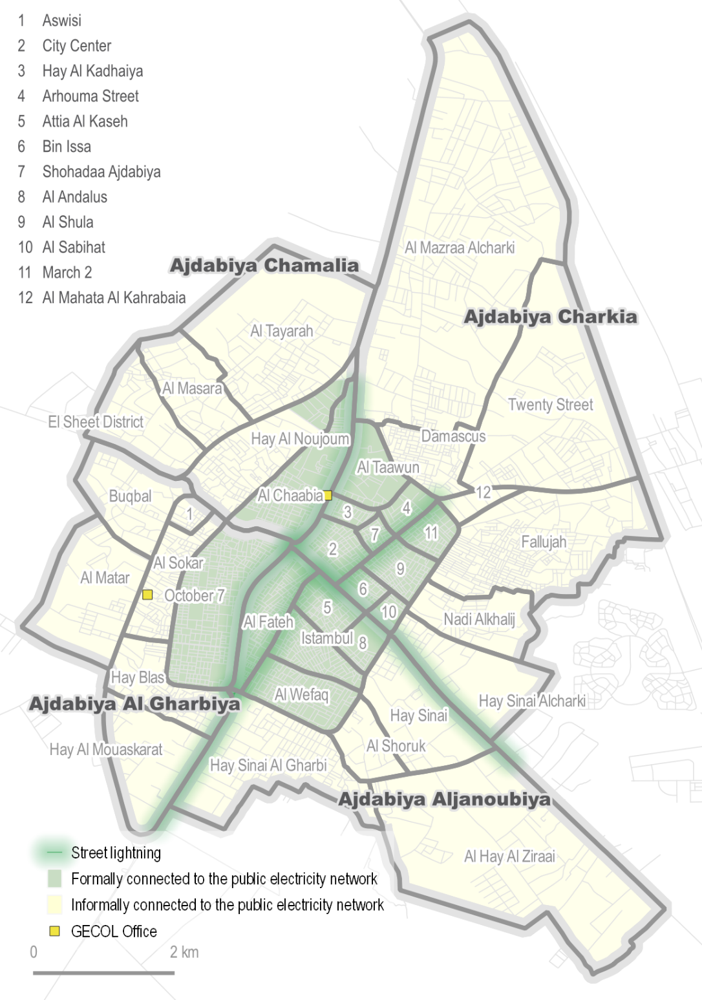 1 Aswisi
2 City Center
3 Hay Al Kadhaiya
4 Arhouma Street
5 Attia Al Kaseh
6 Bin Issa
7 Shohadaa Ajdabiya
8 Al Andalus
9 Al Shula
10 Al Sabihat
11 March 2
12 Al Mahata Al Kahrabaia
Al Mazraa Alcharki
Ajdabiya Chamalia
Ajdabiya Charkia
Al Tayarah
Al Masara
Twenty Street
El Sheet District
Damascus
Hay Al Noujoum
Al Taawun
12
Buqbal
Al Chaabia
4
3
1
11
7
Fallujah
2
Al Sokar
9
Al Matar
6
October 7
5
10
Al Fateh
Nadi Alkhalij
Istambul
8
Hay Blas
Al Wefaq
Hay Sinai Alcharki
Ajdabiya Al Gharbiya
Hay Sinai
Al Shoruk
Hay Al Mouaskarat
Hay Sinai Al Gharbi
Ajdabiya Aljanoubiya
Al Hay Al Ziraai
Street lightning
Formally connected to the public electricity network
Informally connected to the public electricity network
GECOL Office
0 2 km